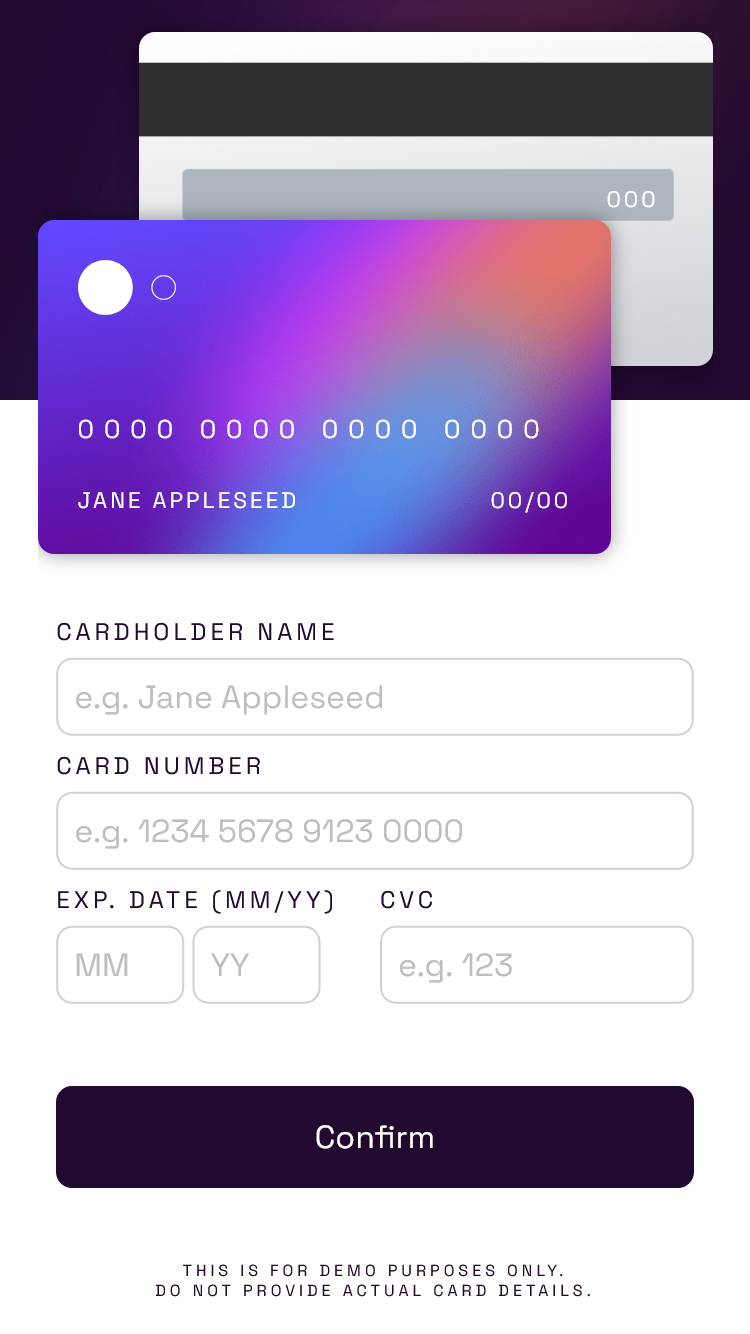 000
0000 0000 0000 0000
JANE APPLESEED 00/00
CARDHOLDER NAME
e.g. Jane Appleseed
CARD NUMBER
e.g. 1234 5678 9123 0000
EXP. DATE (MM/YY) CVC
MM YY e.g. 123
Confirm
THIS IS FOR DEMO PURPOSES ONLY.
DO NOT PROVIDE ACTUAL CARD DETAILS.